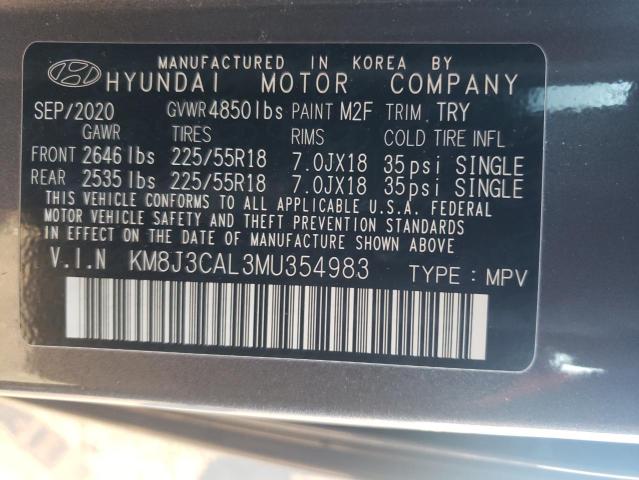 MANUFACTURED IN KOREA BY
HYUNDAI MOTOR COMPANY
SEP/2020 GVWR 4850lbs PAINT M2F TRIM TRY
GAWR TIRES RIMS COLD TIRE INFL
FRONT 2646lbs 225/55R18 7.0JX18 35psi SINGLE
REAR 2535lbs 225/55R18 7.0JX18 35psi SINGLE
THIS VEHICLE CONFORMS TO ALL APPLICABLE U.S.A. FEDERAL
MOTOR VEHICLE SAFETY AND THEFT PREVENTION STANDARDS
IN EFFECT ON THE DATE OF MANUFACTURE SHOWN ABOVE.
V.I.N KM8J3CAL3MU354983 TYPE : MPV